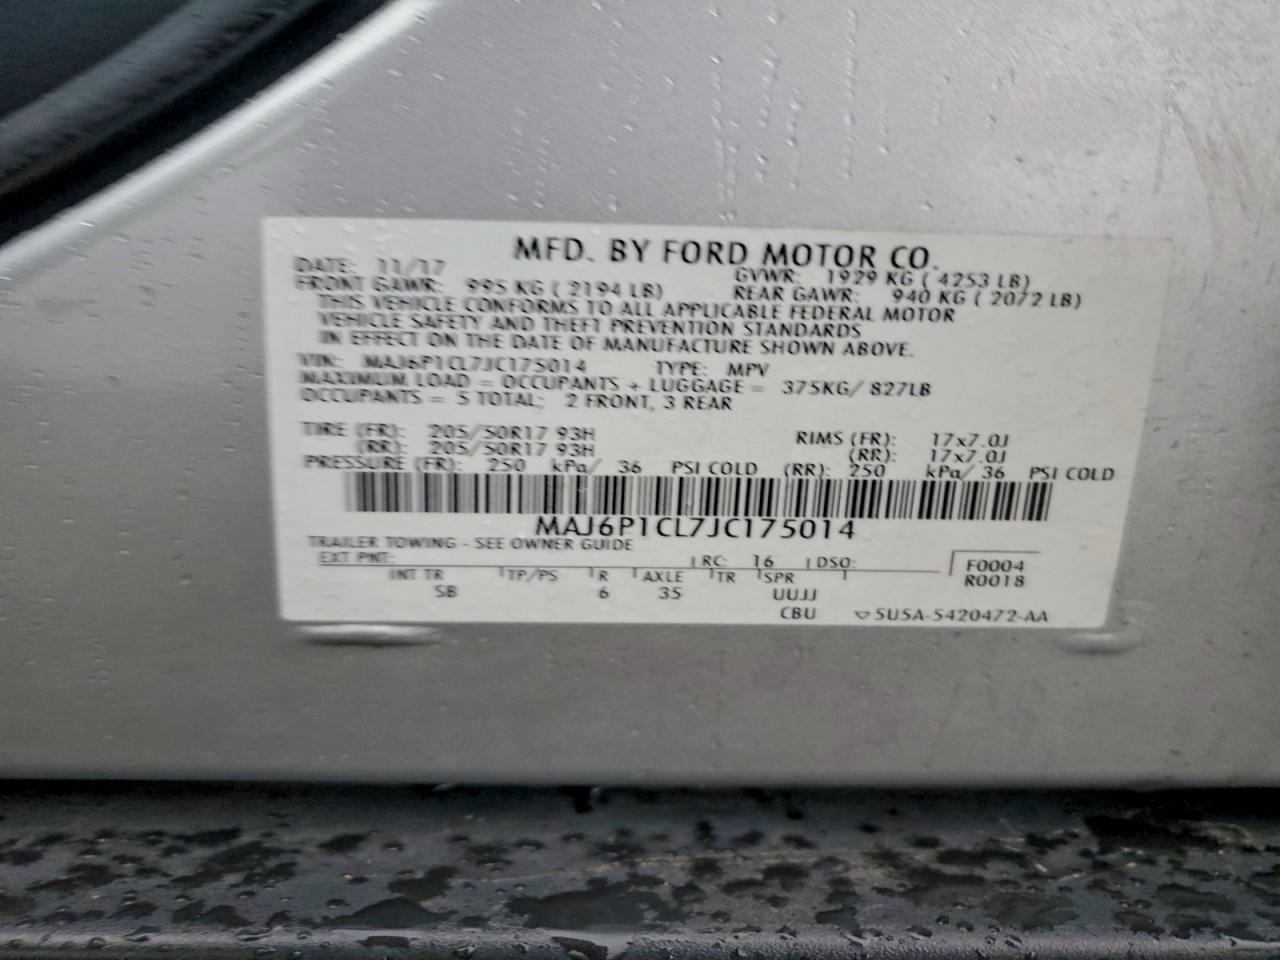 MFD. BY FORD MOTOR CO.
DATE: 11/17 GVWR: 1929 KG ( 4253 LB)
FRONT GAWR: 995 KG ( 2194 LB) REAR GAWR: 940 KG ( 2072 LB)
THIS VEHICLE CONFORMS TO ALL APPLICABLE FEDERAL MOTOR
VEHICLE SAFETY AND THEFT PREVENTION STANDARDS
IN EFFECT ON THE DATE OF MANUFACTURE SHOWN ABOVE.
VIN: MAJ6P1CL7JC175014 TYPE: MPV
MAXIMUM LOAD = OCCUPANTS + LUGGAGE = 375KG/ 827LB
OCCUPANTS = 5 TOTAL; 2 FRONT, 3 REAR
TIRE (FR): 205/50R17 93H RIMS (FR): 17x7.0J
(RR): 205/50R17 93H (RR): 17x7.0J
PRESSURE (FR): 250 kPa/ 36 PSI COLD (RR): 250 kPa/ 36 PSI COLD
MAJ6P1CL7JC175014
TRAILER TOWING - SEE OWNER GUIDE
EXT PNT: RC: 16 DSO: F0004
INT TR TP/PS R AXLE TR SPR R0018
SB 6 35 UUJJ
CBU 5U5A-5420472-AA